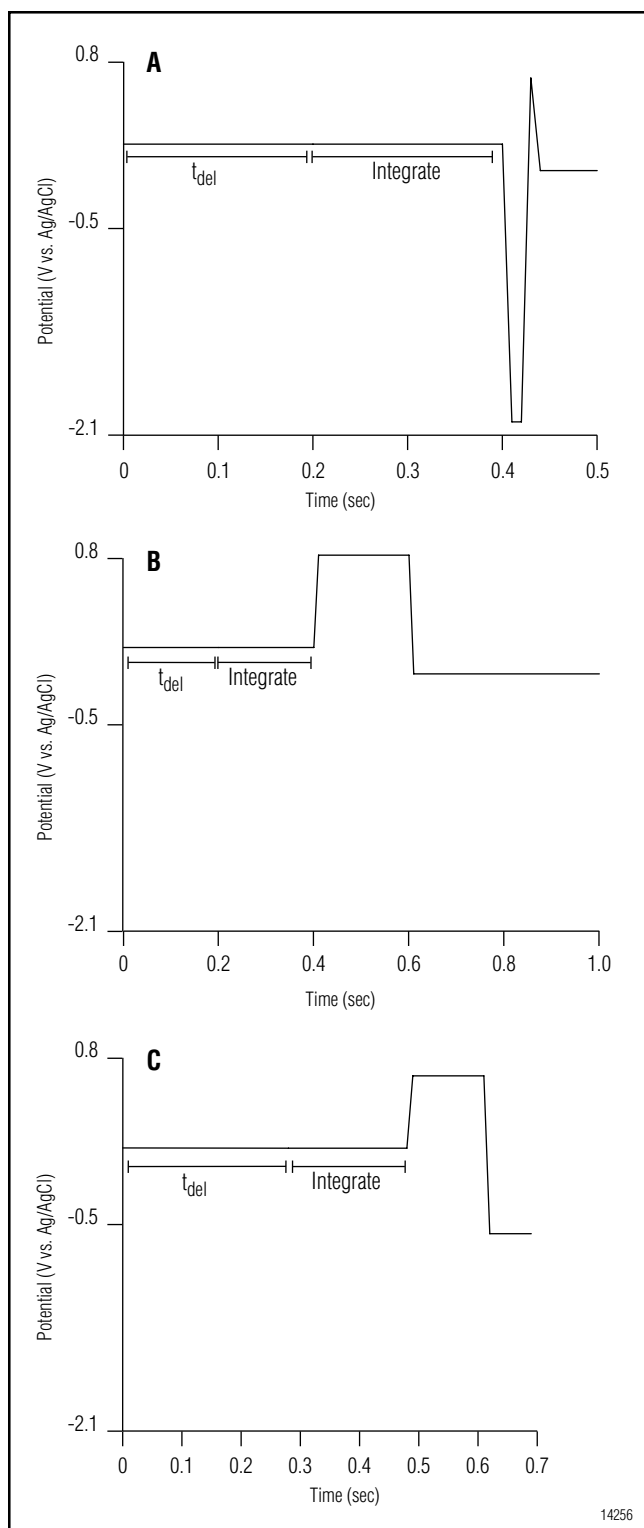 A
0.8
-0.5
-2.1
Potential (V vs. Ag/AgCl)
tdel
Integrate
0 0.1 0.2 0.3 0.4 0.5
Time (sec)
B
0.8
-0.5
-2.1
Potential (V vs. Ag/AgCl)
tdel
Integrate
0 0.2 0.4 0.6 0.8 1.0
Time (sec)
C
0.8
-0.5
-2.1
Potential (V vs. Ag/AgCl)
tdel
Integrate
0 0.1 0.2 0.3 0.4 0.5 0.6 0.7
Time (sec)
14256